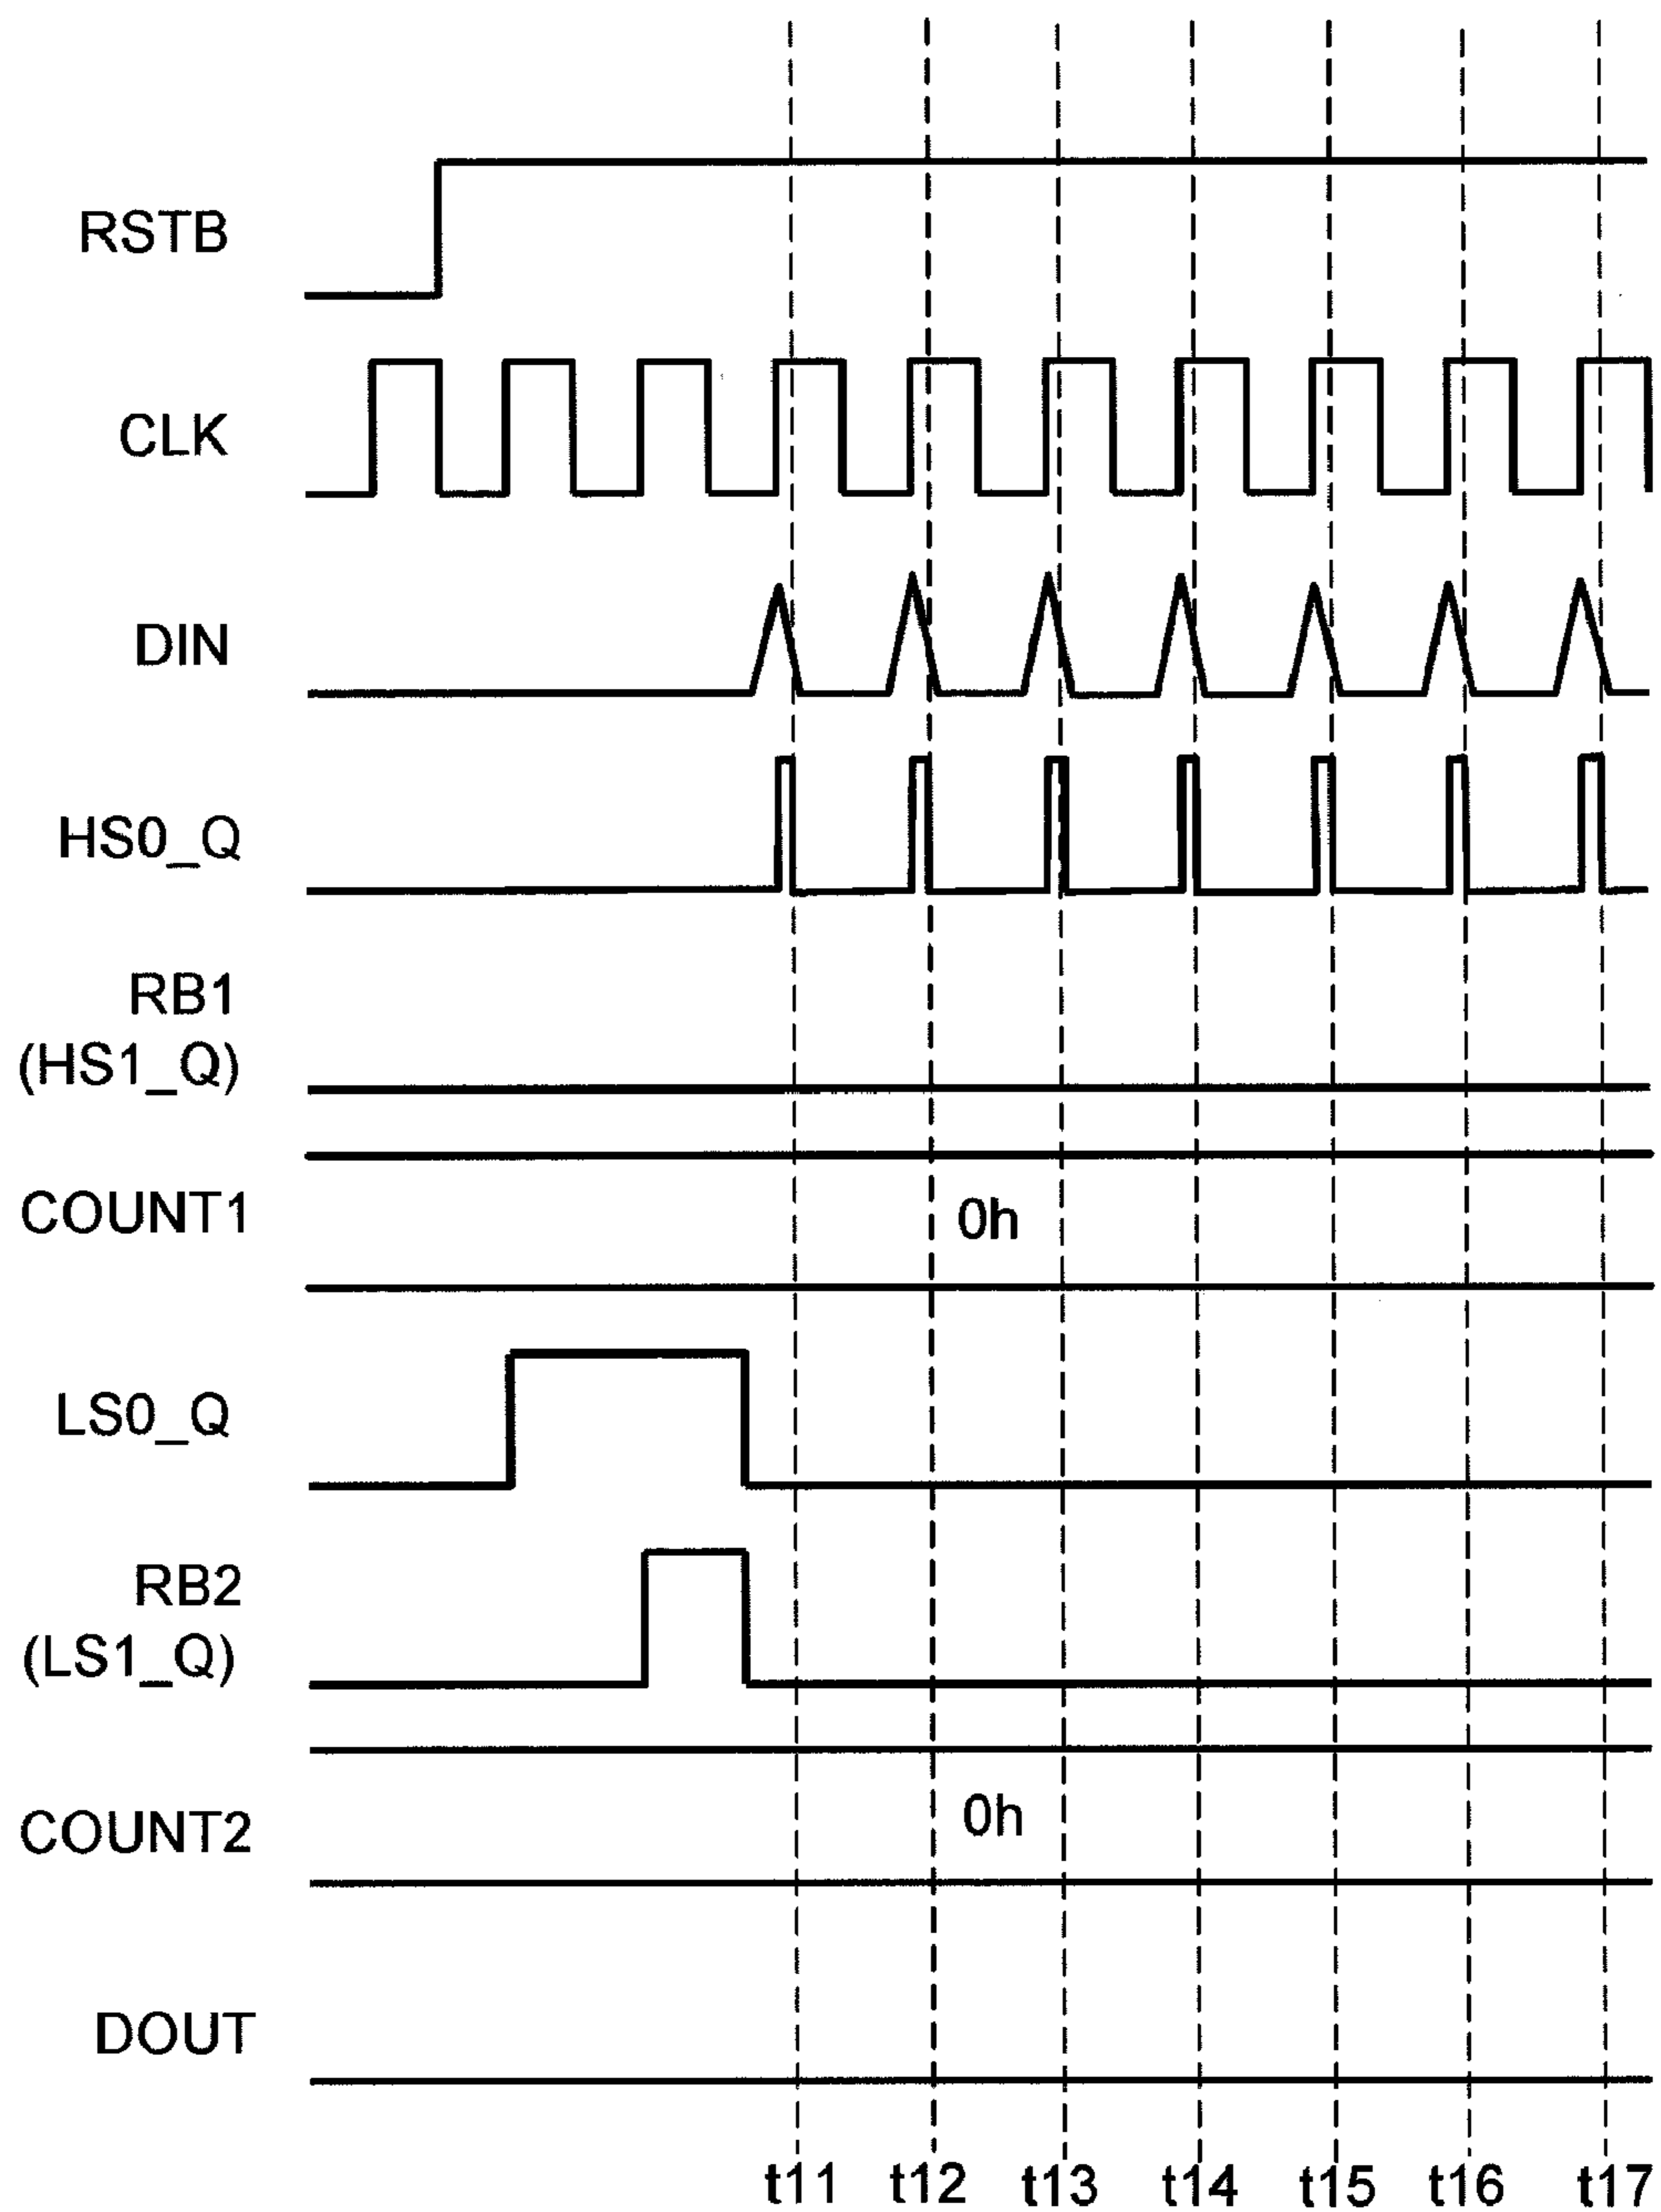 RSTB
CLK
DIN
HS0_Q
RB1
(HS1_Q)
COUNT1
0h
LS0_Q
RB2
(LS1_Q)
COUNT2
0h
DOUT
t11 t12 t13 t14 t15 t16 t17